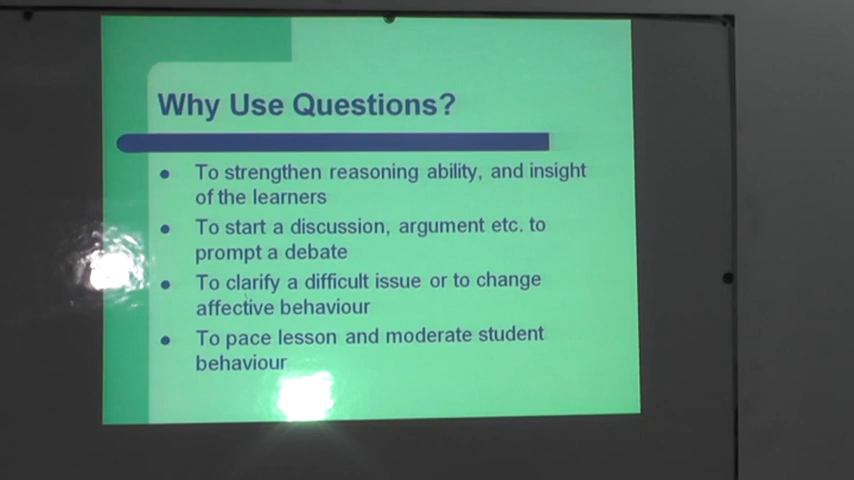 Why Use Questions?
To strengthen reasoning ability, and insight
of the learners
To start a discussion, argument etc. to
prompt a debate
To clarify a difficult issue or to change
affective behaviour
To pace lesson and moderate student
behaviour